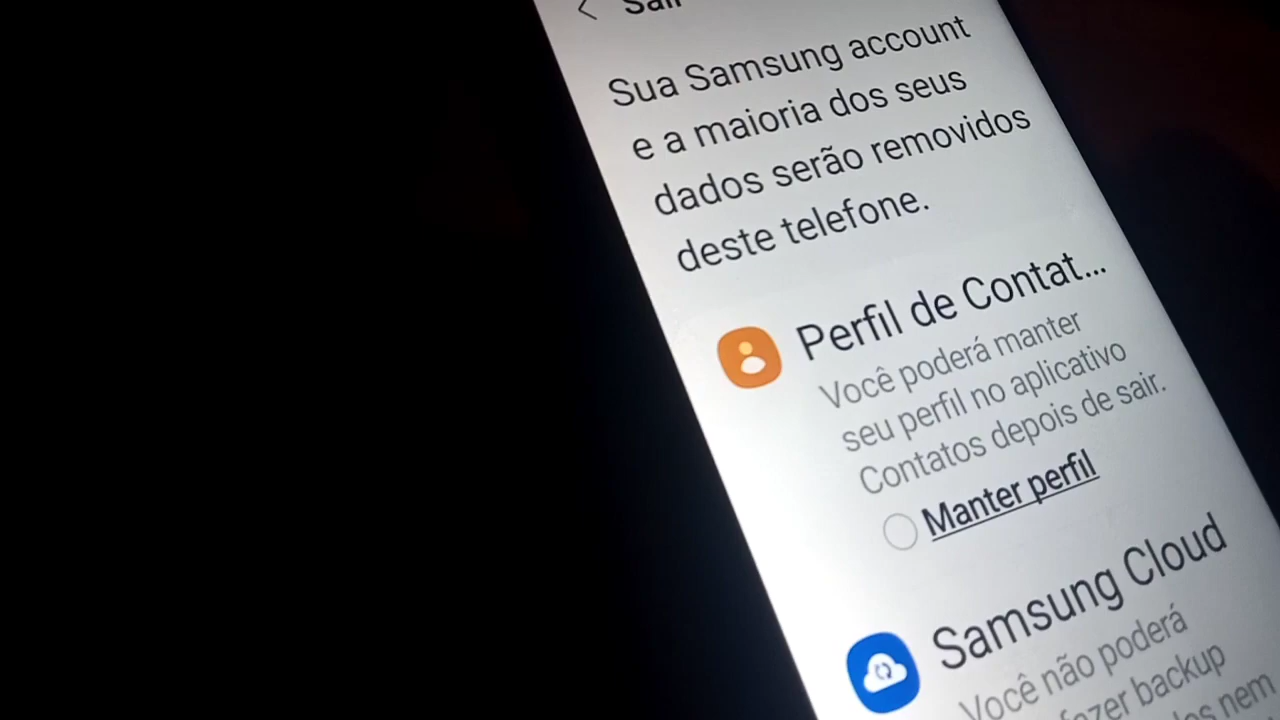 Sair
Sua Samsung account
e a maioria dos seus
dados serão removidos
deste telefone.
Perfil de Contat...
Você poderá manter
seu perfil no aplicativo
Contatos depois de sair.
Manter perfil
Samsung Cloud
Você não poderá
fazer backup
nem